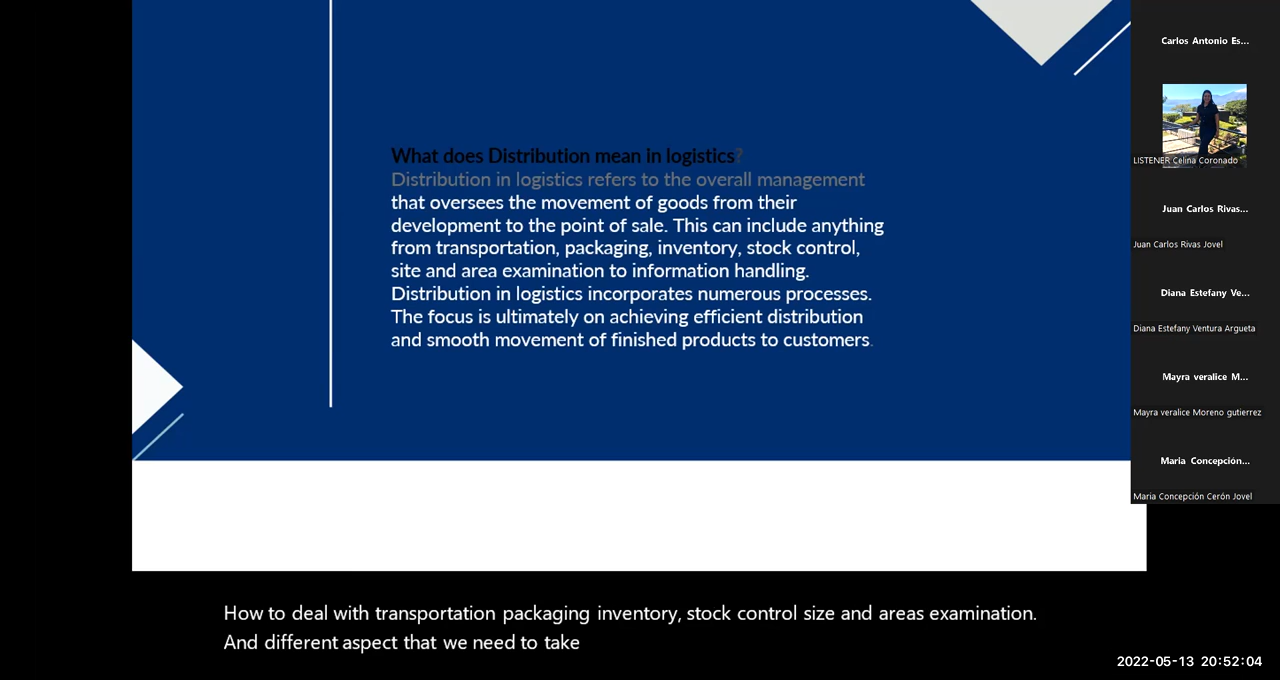 What does Distribution mean in logistics?
Distribution in logistics refers to the overall management
that oversees the movement of goods from their
development to the point of sale. This can include anything
from transportation, packaging, inventory, stock control,
site and area examination to information handling.
Distribution in logistics incorporates numerous processes.
The focus is ultimately on achieving efficient distribution
and smooth movement of finished products to customers.
Carlos Antonio Es...
LISTENER Celina Coronado
Juan Carlos Rivas...
Juan Carlos Rivas Jovel
Diana Estefany Ve...
Diana Estefany Ventura Argueta
Mayra veralice M...
Mayra veralice Moreno gutierrez
Maria Concepción...
Maria Concepción Cerón Jovel
How to deal with transportation packaging inventory, stock control size and areas examination.
And different aspect that we need to take
2022-05-13 20:52:04